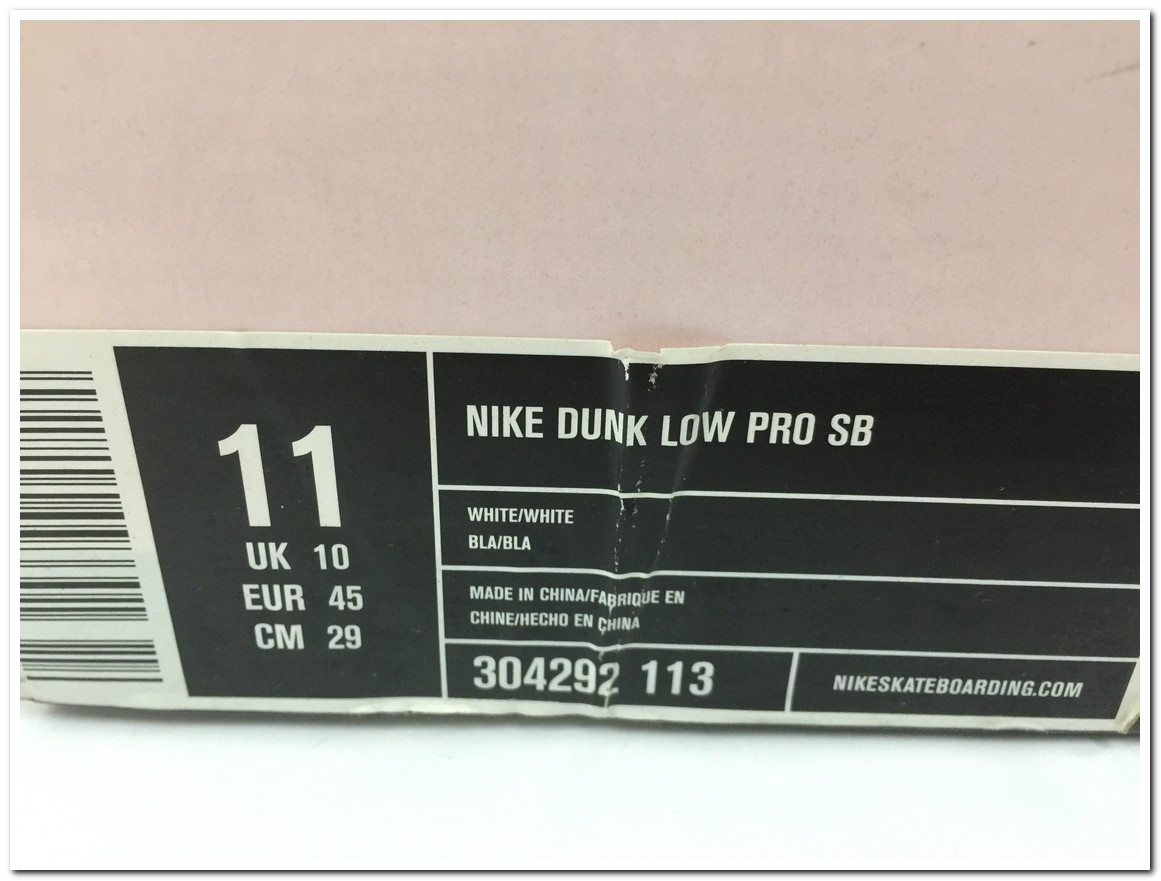 11
UK 10
EUR 45
CM 29
NIKE DUNK LOW PRO SB
WHITE/WHITE
BLA/BLA
MADE IN CHINA/FABRIQUE EN
CHINE/HECHO EN CHINA
304292 113
NIKESKATEBOARDING.COM